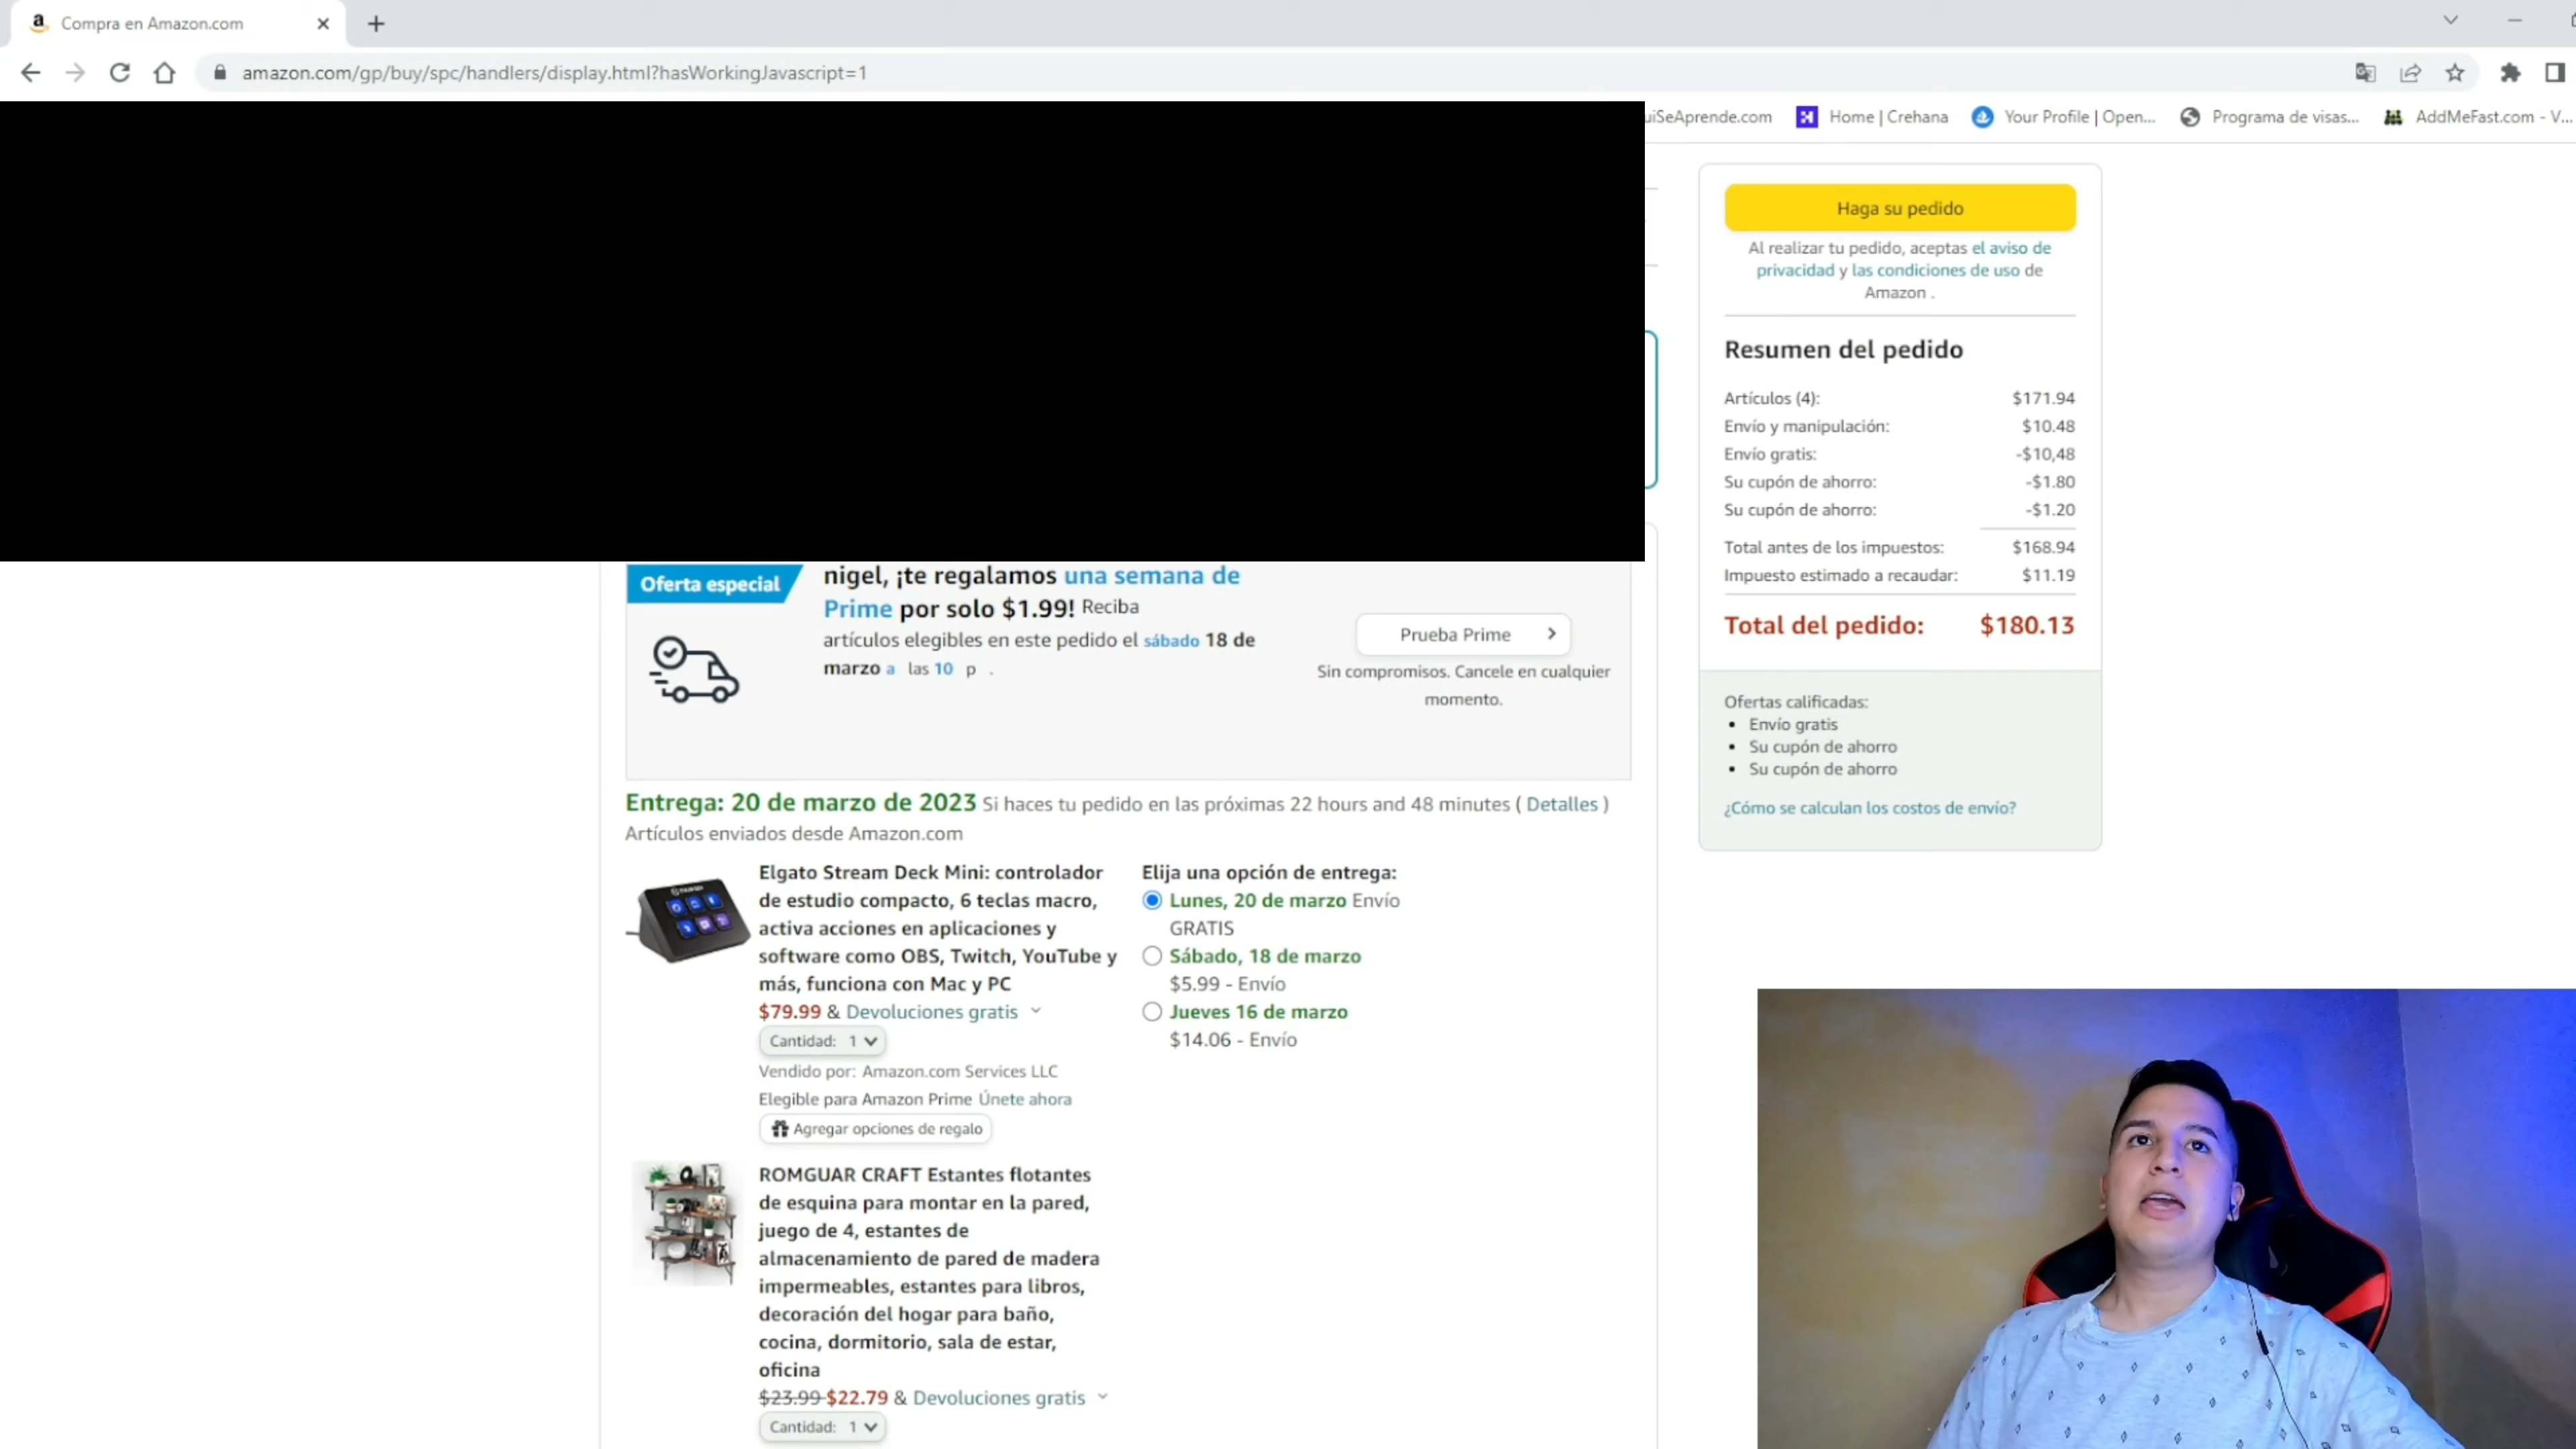 Compra en Amazon.com
amazon.com/gp/buy/spc/handlers/display.html?hasWorkingJavascript=1
uiSeAprende.com Home | Crehana Your Profile | Open... Programa de visas... AddMeFast.com - V...
Haga su pedido
Al realizar tu pedido, aceptas el aviso de
privacidad y las condiciones de uso de
Amazon .
Resumen del pedido
Artículos (4): $171.94
Envío y manipulación: $10.48
Envío gratis: -$10,48
Su cupón de ahorro: -$1.80
Su cupón de ahorro: -$1.20
Total antes de los impuestos: $168.94
Impuesto estimado a recaudar: $11.19
Total del pedido: $180.13
Ofertas calificadas:
• Envío gratis
• Su cupón de ahorro
• Su cupón de ahorro
¿Cómo se calculan los costos de envío?
Oferta especial
nigel, ¡te regalamos una semana de
Prime por solo $1.99! Reciba
artículos elegibles en este pedido el sábado 18 de
marzo a las 10 p .
Prueba Prime
Sin compromisos. Cancele en cualquier
momento.
Entrega: 20 de marzo de 2023 Si haces tu pedido en las próximas 22 hours and 48 minutes ( Detalles )
Artículos enviados desde Amazon.com
Elgato Stream Deck Mini: controlador
de estudio compacto, 6 teclas macro,
activa acciones en aplicaciones y
software como OBS, Twitch, YouTube y
más, funciona con Mac y PC
$79.99 & Devoluciones gratis
Cantidad: 1
Vendido por: Amazon.com Services LLC
Elegible para Amazon Prime Únete ahora
Agregar opciones de regalo
Elija una opción de entrega:
Lunes, 20 de marzo Envío
GRATIS
Sábado, 18 de marzo
$5.99 - Envío
Jueves 16 de marzo
$14.06 - Envío
ROMGUAR CRAFT Estantes flotantes
de esquina para montar en la pared,
juego de 4, estantes de
almacenamiento de pared de madera
impermeables, estantes para libros,
decoración del hogar para baño,
cocina, dormitorio, sala de estar,
oficina
$23.99 $22.79 & Devoluciones gratis
Cantidad: 1